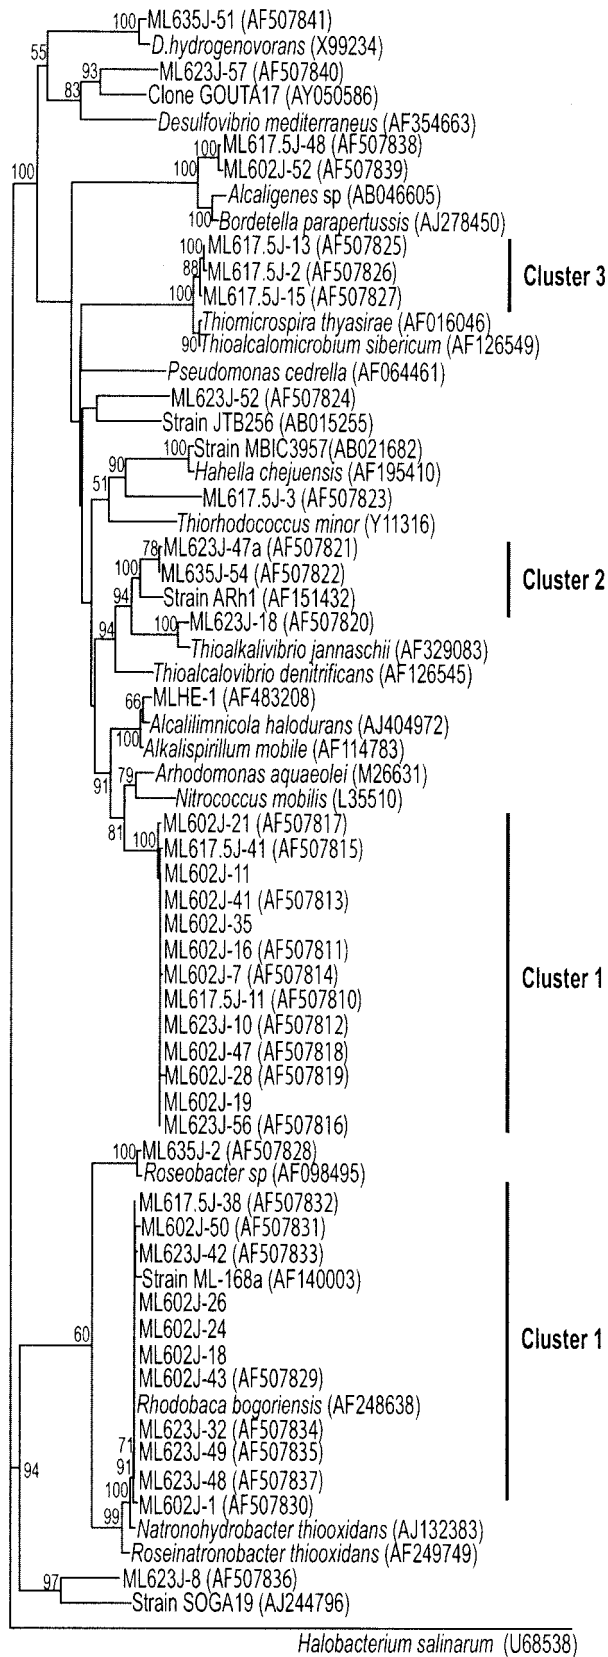 100 ML635J-51 (AF507841)
55 D.hydrogenovorans (X99234)
93 ML623J-57 (AF507840)
83 Clone GOUTA17 (AY050586)
Desulfovibrio mediterraneus (AF354663)
100 ML617.5J-48 (AF507838)
100 100 ML602J-52 (AF507839)
Alcaligenes sp (AB046605)
100 Bordetella parapertussis (AJ278450)
100 ML617.5J-13 (AF507825)
88 ML617.5J-2 (AF507826) Cluster 3
100 ML617.5J-15 (AF507827)
Thiomicrospira thyasirae (AF016046)
90 Thioalcalomicrobium sibericum (AF126549)
Pseudomonas cedrella (AF064461)
ML623J-52 (AF507824)
Strain JTB256 (AB015255)
100 Strain MBIC3957(AB021682)
90 Hahella chejuensis (AF195410)
51 ML617.5J-3 (AF507823)
Thiorhodococcus minor (Y11316)
78 ML623J-47a (AF507821)
100 ML635J-54 (AF507822) Cluster 2
94 Strain ARh1 (AF151432)
94 100 ML623J-18 (AF507820)
Thioalkalivibrio jannaschii (AF329083)
Thioalcalovibrio denitrificans (AF126545)
66 MLHE-1 (AF483208)
Alcalilimnicola halodurans (AJ404972)
100 Alkalispirillum mobile (AF114783)
91 79 Arhodomonas aquaeolei (M26631)
Nitrococcus mobilis (L35510)
81 ML602J-21 (AF507817)
100 ML617.5J-41 (AF507815)
ML602J-11
ML602J-41 (AF507813)
ML602J-35
ML602J-16 (AF507811)
ML602J-7 (AF507814) Cluster 1
ML617.5J-11 (AF507810)
ML623J-10 (AF507812)
ML602J-47 (AF507818)
ML602J-28 (AF507819)
ML602J-19
ML623J-56 (AF507816)
100 ML635J-2 (AF507828)
Roseobacter sp (AF098495)
ML617.5J-38 (AF507832)
ML602J-50 (AF507831)
ML623J-42 (AF507833)
Strain ML-168a (AF140003)
ML602J-26
60 ML602J-24 Cluster 1
ML602J-18
ML602J-43 (AF507829)
Rhodobaca bogoriensis (AF248638)
ML623J-32 (AF507834)
71 ML623J-49 (AF507835)
94 91 ML623J-48 (AF507837)
100 ML602J-1 (AF507830)
99 Natronohydrobacter thiooxidans (AJ132383)
Roseinatronobacter thiooxidans (AF249749)
97 ML623J-8 (AF507836)
Strain SOGA19 (AJ244796)
Halobacterium salinarum (U68538)